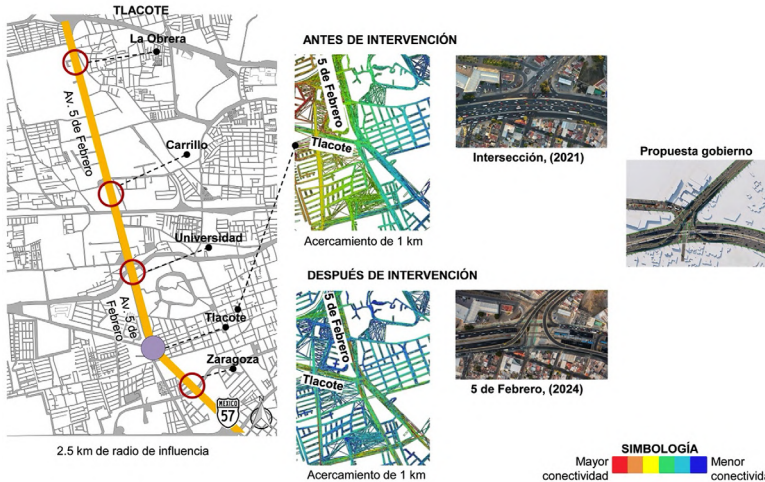 TLACOTE
La Obrera
Av. 5 de Febrero
Carrillo
Universidad
Av. 5 de
Febrero
Tlacote
Zaragoza
MEXICO
57
2.5 km de radio de influencia
ANTES DE INTERVENCIÓN
5 de Febrero
Tlacote
Acercamiento de 1 km
Intersección, (2021)
Propuesta gobierno
DESPUÉS DE INTERVENCIÓN
5 de Febrero
Tlacote
Acercamiento de 1 km
5 de Febrero, (2024)
SIMBOLOGÍA
Mayor
conectividad
Menor
conectivida